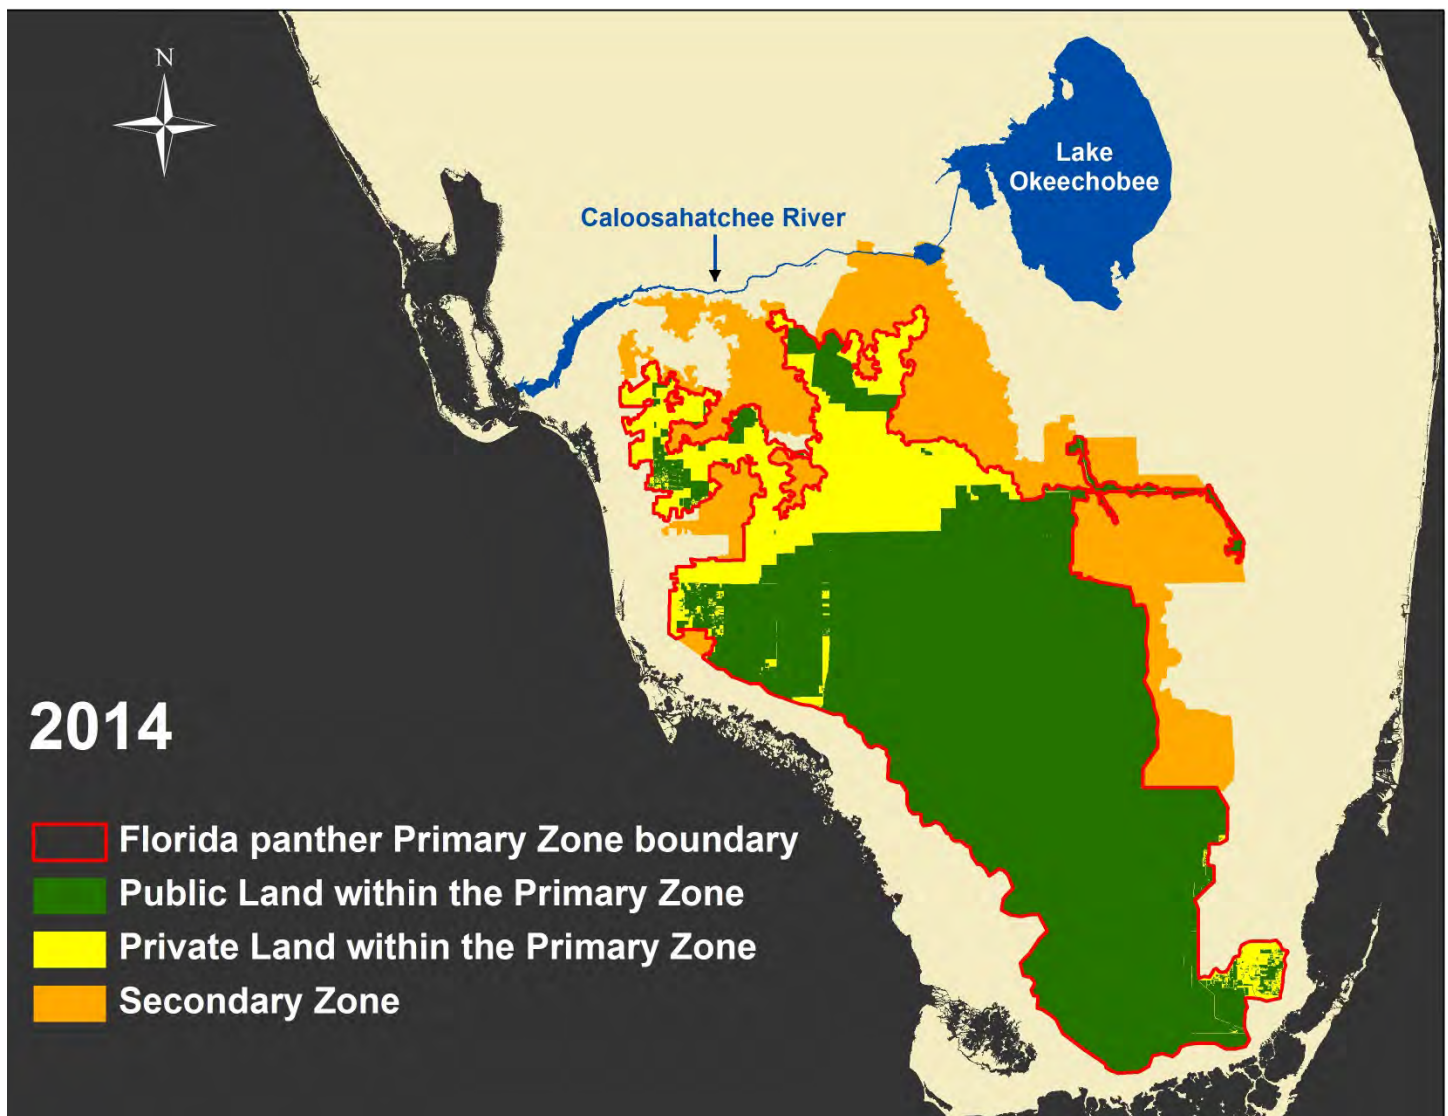 N
Lake
Okeechobee
Caloosahatchee River
2014
Florida panther Primary Zone boundary
Public Land within the Primary Zone
Private Land within the Primary Zone
Secondary Zone